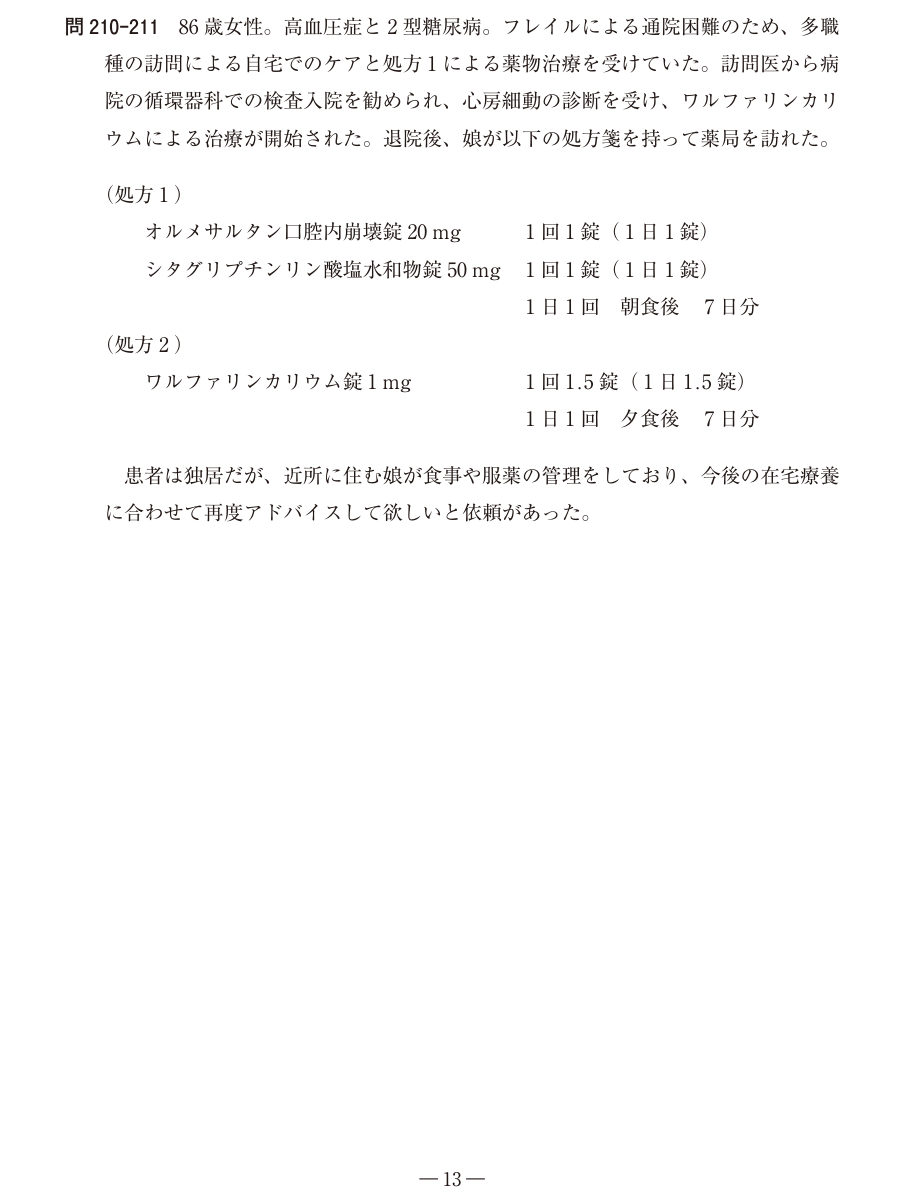 問 210-211　86 歳女性。高血圧症と 2 型糖尿病。フレイルによる通院困難のため、多職
種の訪問による自宅でのケアと処方 1 による薬物治療を受けていた。訪問医から病
院の循環器科での検査入院を勧められ、心房細動の診断を受け、ワルファリンカリ
ウムによる治療が開始された。退院後、娘が以下の処方箋を持って薬局を訪れた。
（処方 1 ）
オルメサルタン口腔内崩壊錠 20 mg　1 回 1 錠（ 1 日 1 錠）
シタグリプチンリン酸塩水和物錠 50 mg　1 回 1 錠（ 1 日 1 錠）
1 日 1 回　朝食後　7 日分
（処方 2 ）
ワルファリンカリウム錠 1 mg　1 回 1.5 錠（ 1 日 1.5 錠）
1 日 1 回　夕食後　7 日分
患者は独居だが、近所に住む娘が食事や服薬の管理をしており、今後の在宅療養
に合わせて再度アドバイスして欲しいと依頼があった。
― 13 ―